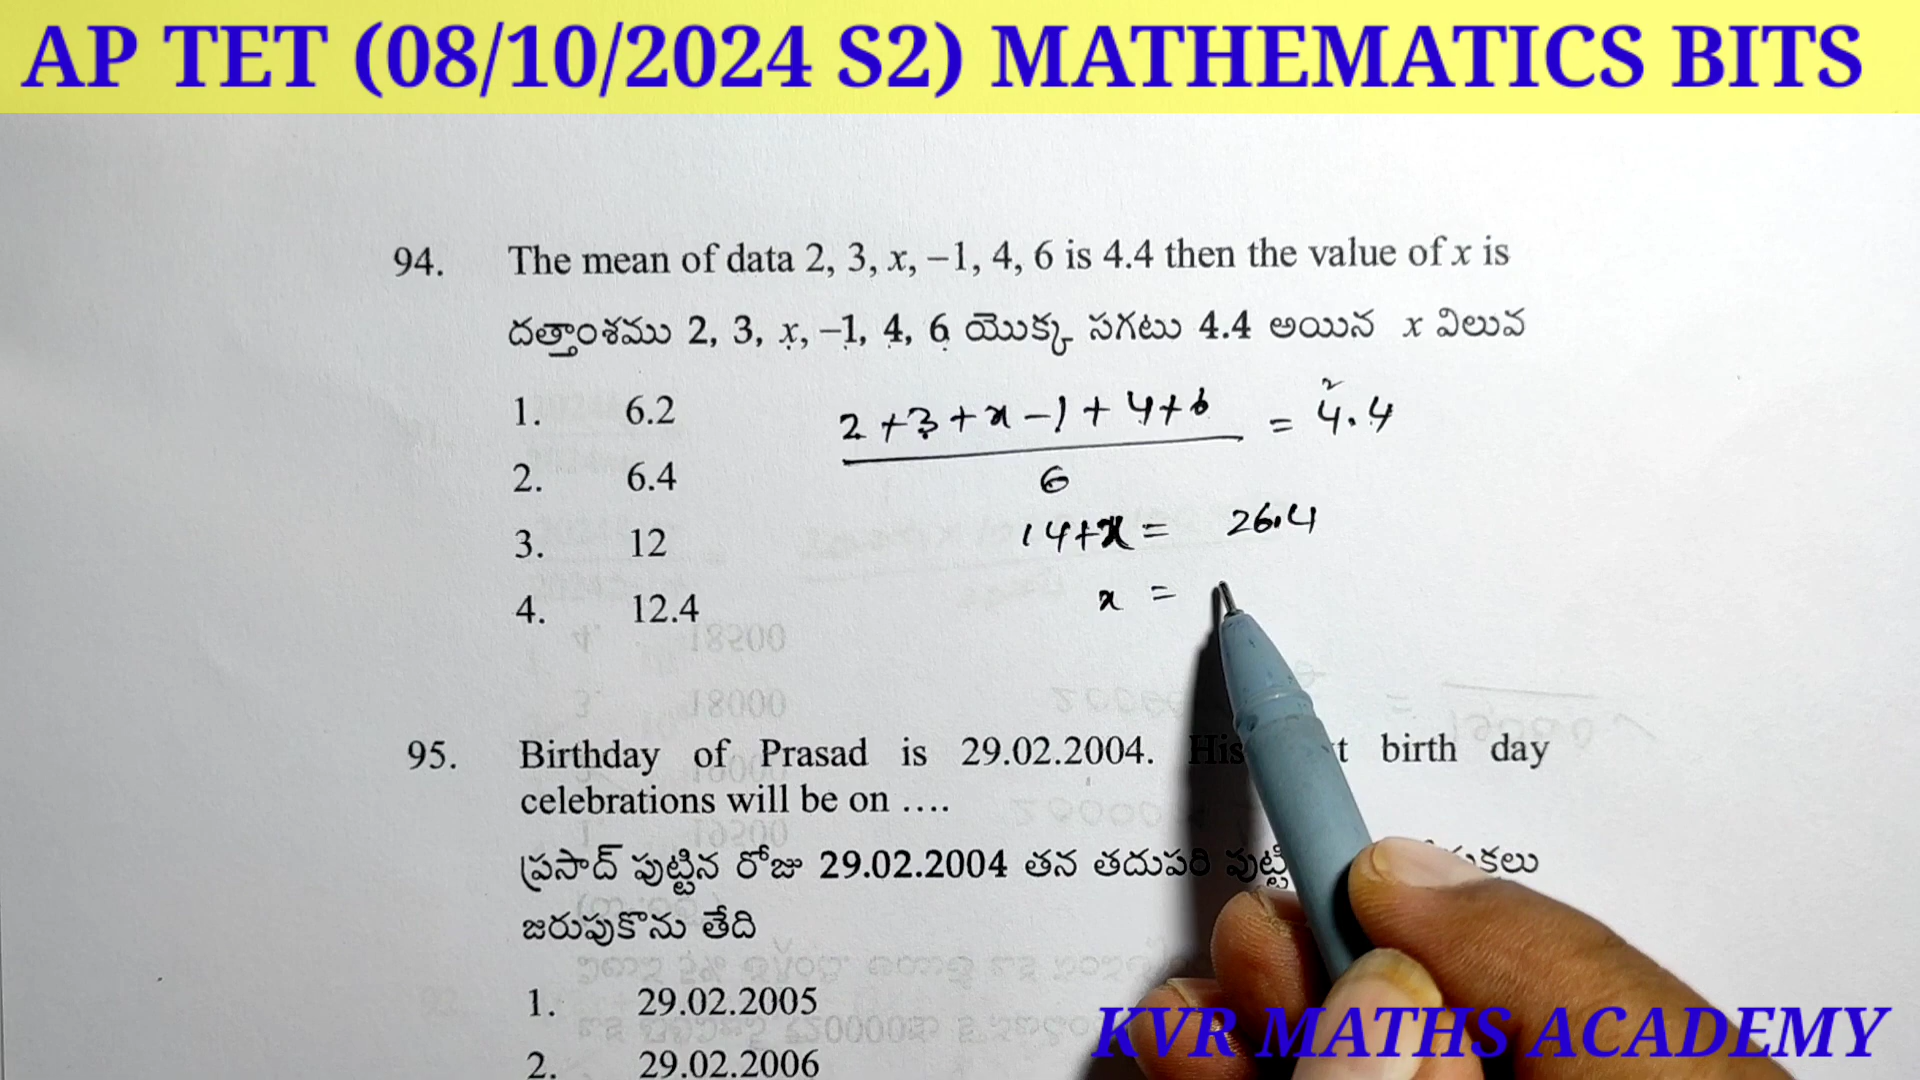 AP TET (08/10/2024 S2) MATHEMATICS BITS
94. The mean of data 2, 3, x, –1, 4, 6 is 4.4 then the value of x is
దత్తాంశము 2, 3, x, –1, 4, 6 యొక్క సగటు 4.4 అయిన x విలువ
1. 6.2
2. 6.4
3. 12
4. 12.4
2 + 3 + x - 1 + 4 + 6 = 4.4
2
6
14 + x = 26.4
x =
95. Birthday of Prasad is 29.02.2004. His birth day
celebrations will be on ....
ప్రసాద్ పుట్టిన రోజు 29.02.2004 తన తదుపరి
జరుపుకొను తేది
1. 29.02.2005
2. 29.02.2006
KVR MATHS ACADEMY